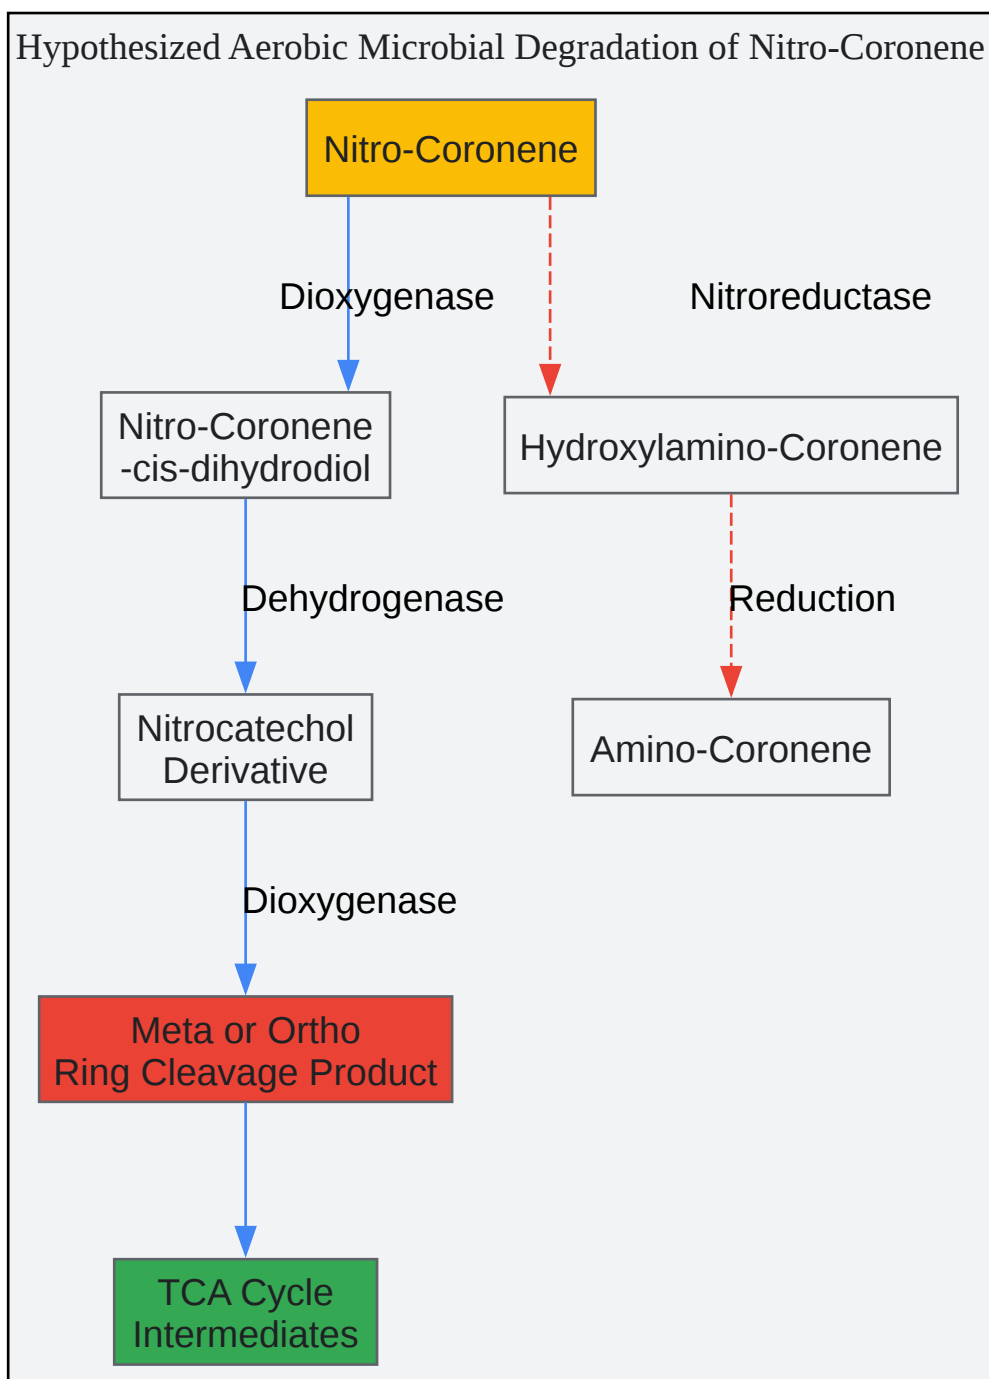 Hypothesized Aerobic Microbial Degradation of Nitro-Coronene
Nitro-Coronene
Dioxygenase
Nitroreductase
Nitro-Coronene
-cis-dihydrodiol
Hydroxylamino-Coronene
Dehydrogenase
Reduction
Nitrocatechol
Derivative
Amino-Coronene
Dioxygenase
Meta or Ortho
Ring Cleavage Product
TCA Cycle
Intermediates